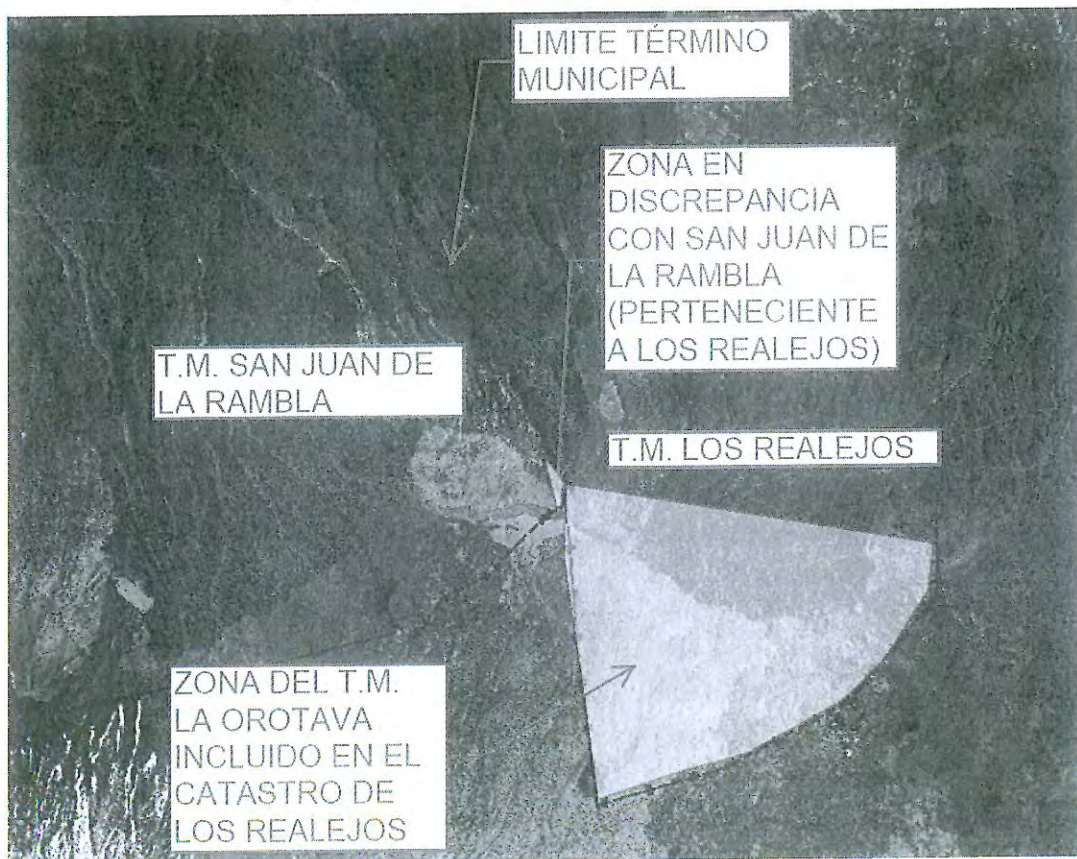 LIMITE TÉRMINO
MUNICIPAL
ZONA EN
DISCREPANCIA
CON SAN JUAN DE
LA RAMBLA
(PERTENECIENTE
A LOS REALEJOS)
T.M. SAN JUAN DE
LA RAMBLA
T.M. LOS REALEJOS
ZONA DEL T.M.
LA OROTAVA
INCLUIDO EN EL
CATASTRO DE
LOS REALEJOS